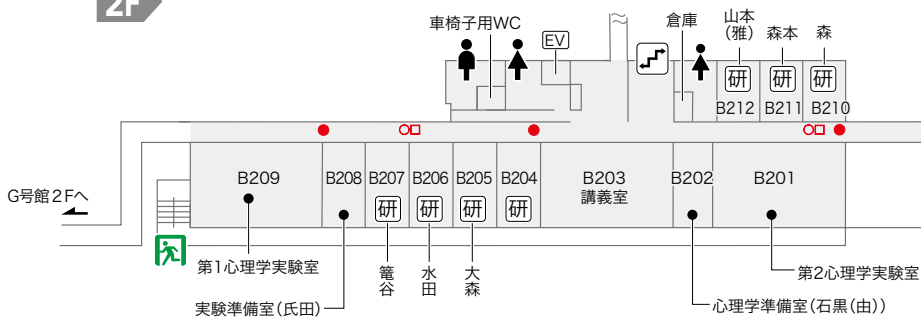 2F
車椅子用WC
EV
倉庫
山本
(雅)
森本
森
研
研
研
B212
B211
B210
B209
B208
B207
B206
B205
B204
B203
講義室
B202
B201
研
研
研
研
G号館2Fへ
第1心理学実験室
篭谷
水田
大森
第2心理学実験室
実験準備室(氏田)
心理学準備室(石黒(由))